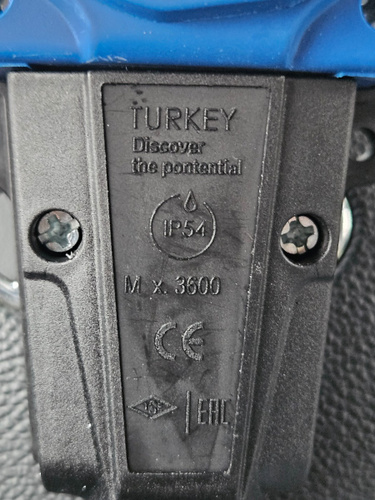 TURKEY
Discover
the pontential
IP54
M. x. 3600
CE
EAC